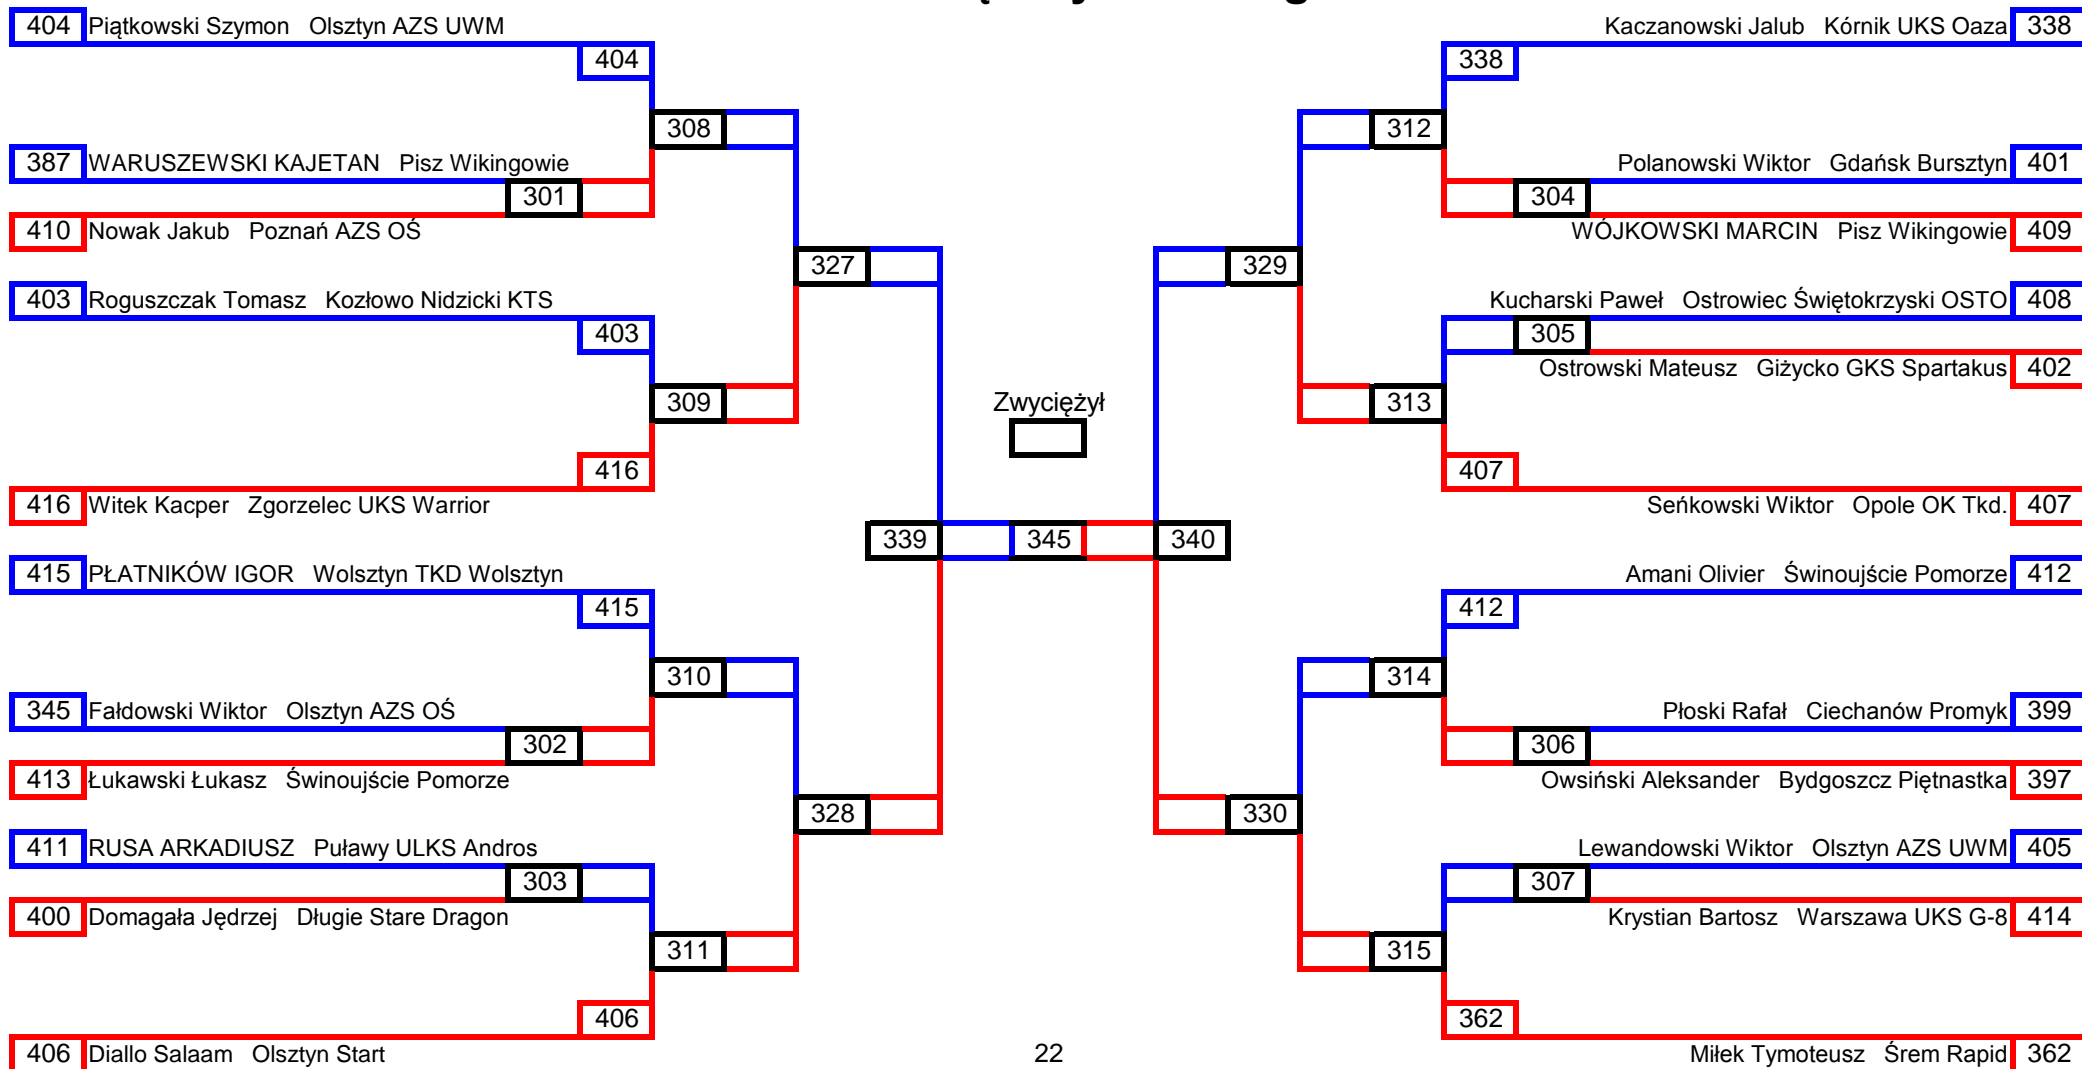 404 Piątkowski Szymon Olsztyn AZS UWM
404
308
387 WARUSZEWSKI KAJETAN Pisz Wikingowie
301
410 Nowak Jakub Poznań AZS OŚ
327
403 Roguszczak Tomasz Kozłowo Nidzicki KTS
403
309
416
416 Witek Kacper Zgorzelec UKS Warrior
339
415 PŁATNIKÓW IGOR Wolsztyn TKD Wolsztyn
415
310
345 Fałdowski Wiktor Olsztyn AZS OŚ
302
413 Łukawski Łukasz Świnoujście Pomorze
328
411 RUSA ARKADIUSZ Puławy ULKS Andros
303
400 Domagała Jędrzej Długie Stare Dragon
311
406
406 Diallo Salaam Olsztyn Start
Zwyciężył
345
22
Kaczanowski Jalub Kórnik UKS Oaza 338
338
312
Polanowski Wiktor Gdańsk Bursztyn 401
304
WÓJKOWSKI MARCIN Pisz Wikingowie 409
329
Kucharski Paweł Ostrowiec Świętokrzyski OSTO 408
305
Ostrowski Mateusz Giżycko GKS Spartakus 402
313
407
Seńkowski Wiktor Opole OK Tkd. 407
340
Amani Olivier Świnoujście Pomorze 412
412
314
Płoski Rafał Ciechanów Promyk 399
306
Owsiński Aleksander Bydgoszcz Piętnastka 397
330
Lewandowski Wiktor Olsztyn AZS UWM 405
307
Krystian Bartosz Warszawa UKS G-8 414
315
362
Miłek Tymoteusz Śrem Rapid 362